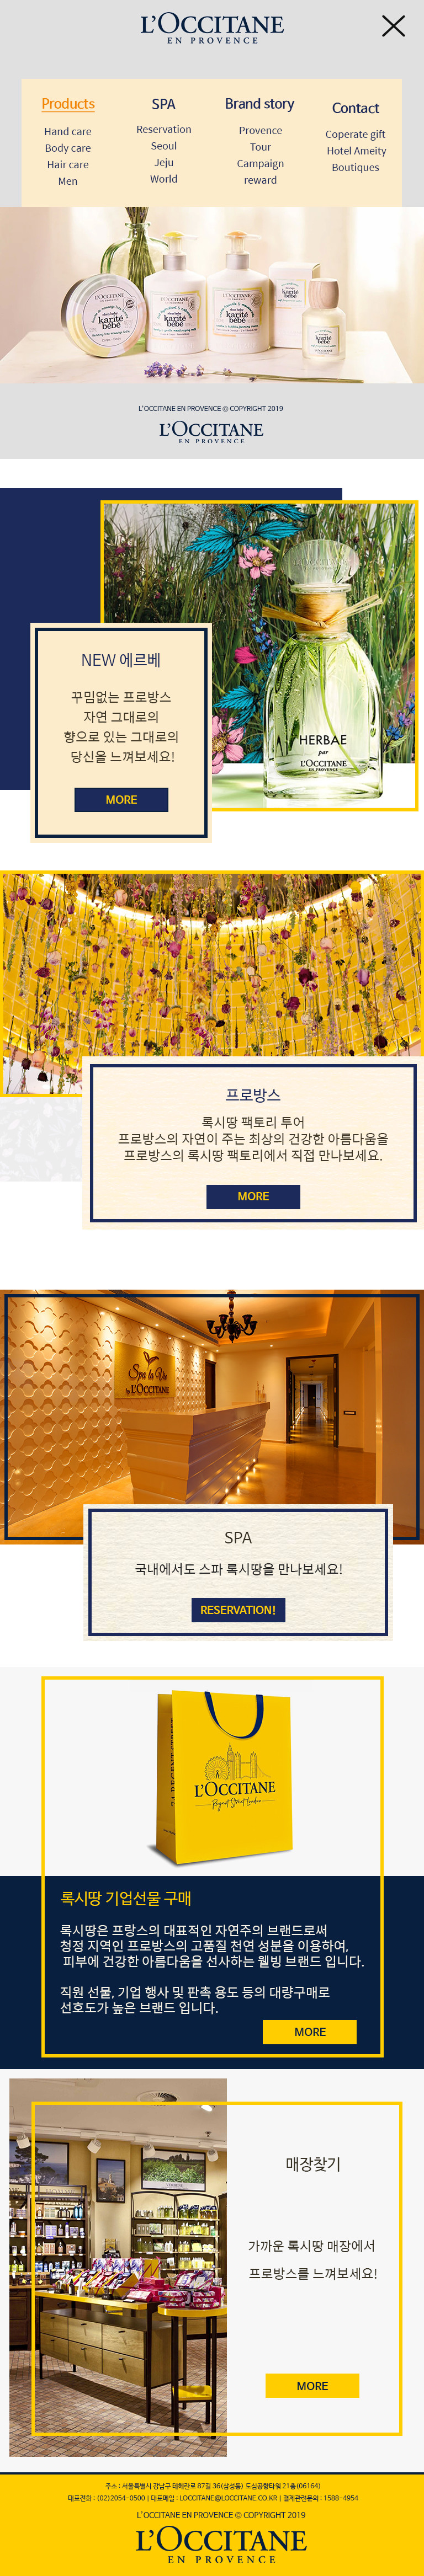 L'OCCITANE
EN PROVENCE
Products
Hand care
Body care
Hair care
Men
SPA
Reservation
Seoul
Jeju
World
Brand story
Provence
Tour
Campaign
reward
Contact
Coperate gift
Hotel Ameity
Boutiques
L'OCCITANE
karité
bébé
L'OCCITANE
karité
bébé
L'OCCITANE
karité
bébé
karité
bébé
L'OCCITANE EN PROVENCE © COPYRIGHT 2019
L'OCCITANE
EN PROVENCE
HERBAE
par
L'OCCITANE
EN PROVENCE
NEW 에르베
꾸밈없는 프로방스
자연 그대로의
향으로 있는 그대로의
당신을 느껴보세요!
MORE
프로방스
록시땅 팩토리 투어
프로방스의 자연이 주는 최상의 건강한 아름다움을
프로방스의 록시땅 팩토리에서 직접 만나보세요.
MORE
Spa la Vie
by L'OCCITANE
SPA
국내에서도 스파 록시땅을 만나보세요!
RESERVATION!
L'OCCITANE
Regent Street London
록시땅 기업선물 구매
록시땅은 프랑스의 대표적인 자연주의 브랜드로써
청정 지역인 프로방스의 고품질 천연 성분을 이용하여,
피부에 건강한 아름다움을 선사하는 웰빙 브랜드 입니다.
직원 선물, 기업 행사 및 판촉 용도 등의 대량구매로
선호도가 높은 브랜드 입니다.
MORE
매장찾기
가까운 록시땅 매장에서
프로방스를 느껴보세요!
MORE
주소 : 서울특별시 강남구 테헤란로 87길 36(삼성동) 도심공항타워 21층(06164)
대표전화 : (02)2054-0500 | 대표메일 : LOCCITANE@LOCCITANE.CO.KR | 결제관련문의 : 1588-4954
L'OCCITANE EN PROVENCE © COPYRIGHT 2019
L'OCCITANE
EN PROVENCE